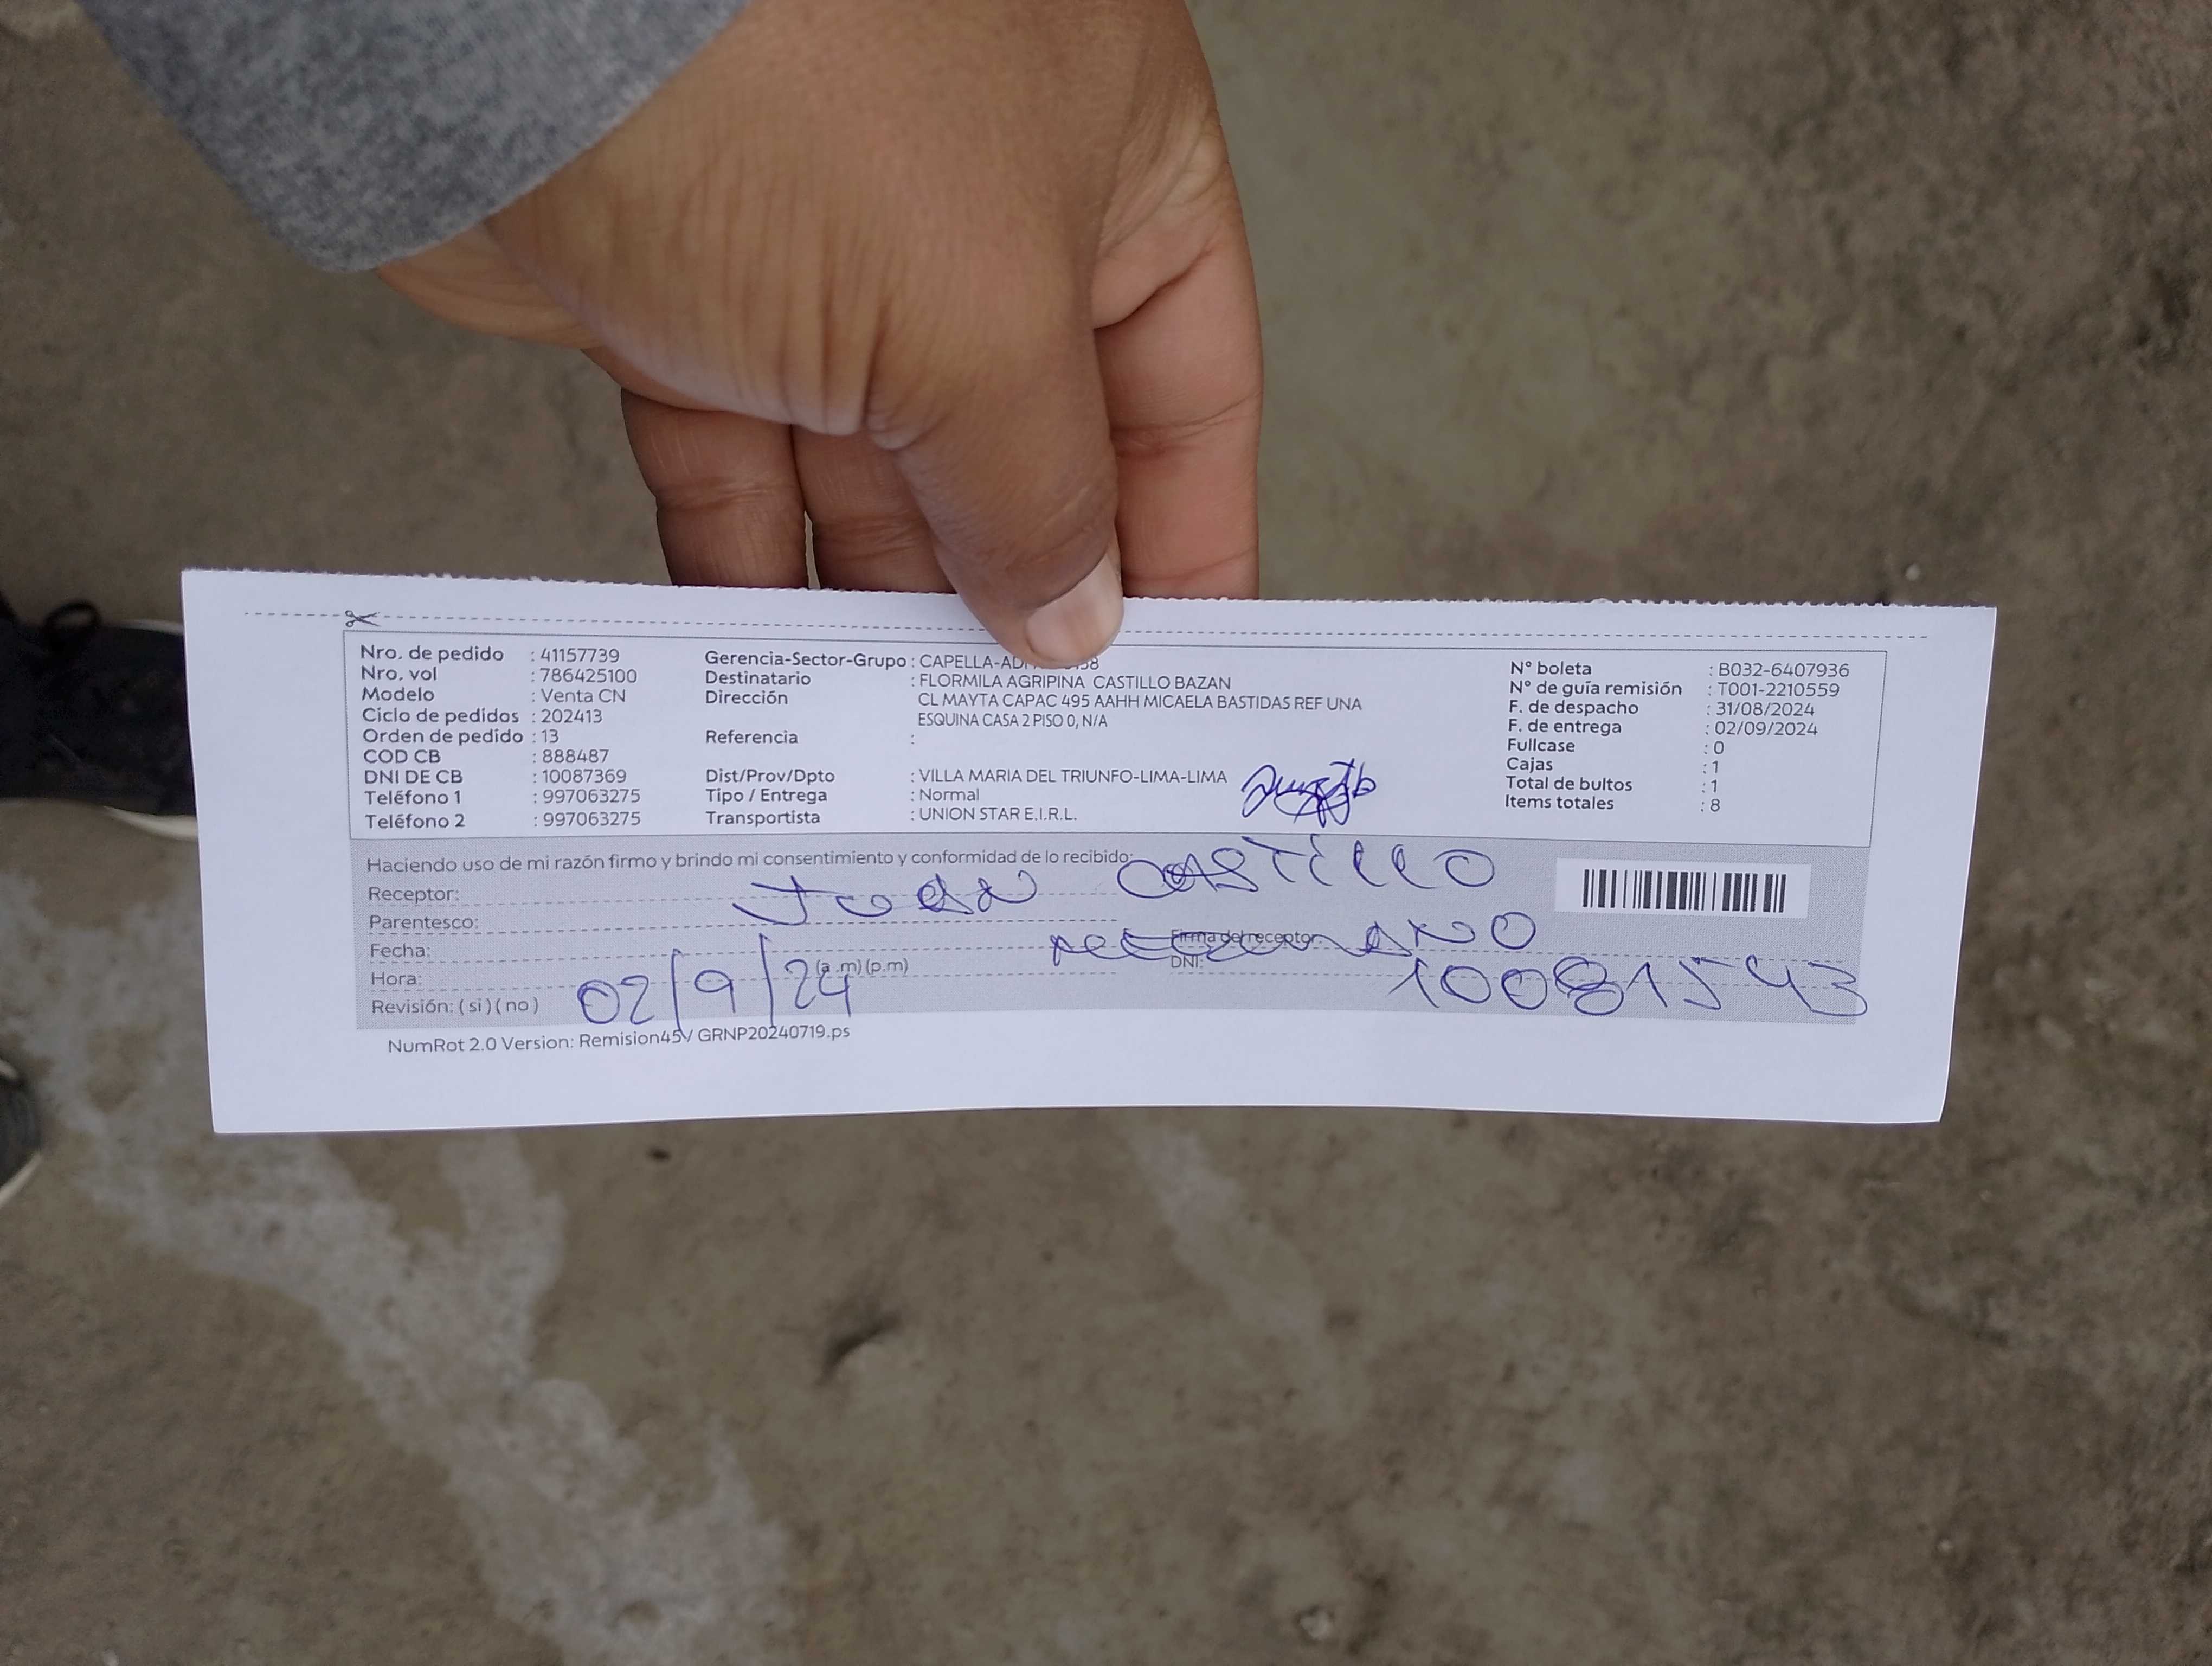 Nro. de pedido : 41157739
Nro. vol : 786425100
Modelo : Venta CN
Ciclo de pedidos : 202413
Orden de pedido : 13
COD CB : 888487
DNI DE CB : 10087369
Teléfono 1 : 997063275
Teléfono 2 : 997063275
Gerencia-Sector-Grupo : CAPELLA-
Destinatario : FLORMILA AGRIPINA CASTILLO BAZAN
Dirección : CL MAYTA CAPAC 495 AAHH MICAELA BASTIDAS REF UNA
ESQUINA CASA 2 PISO 0, N/A
Referencia :
Dist/Prov/Dpto : VILLA MARIA DEL TRIUNFO-LIMA-LIMA
Tipo / Entrega : Normal
Transportista : UNION STAR E.I.R.L.
N° boleta : B032-6407936
N° de guía remisión : T001-2210559
F. de despacho : 31/08/2024
F. de entrega : 02/09/2024
Fullcase : 0
Cajas : 1
Total de bultos : 1
Items totales : 8
Haciendo uso de mi razón firmo y brindo mi consentimiento y conformidad de lo recibido:
Receptor: CASTILLO
Parentesco:
Fecha: Firma del receptor:
Hora: (a.m) (p.m) DNI: 10081543
Revisión: ( si ) ( no ) 02/9/24
NumRot 2.0 Version: Remision45V GRNP20240719.ps